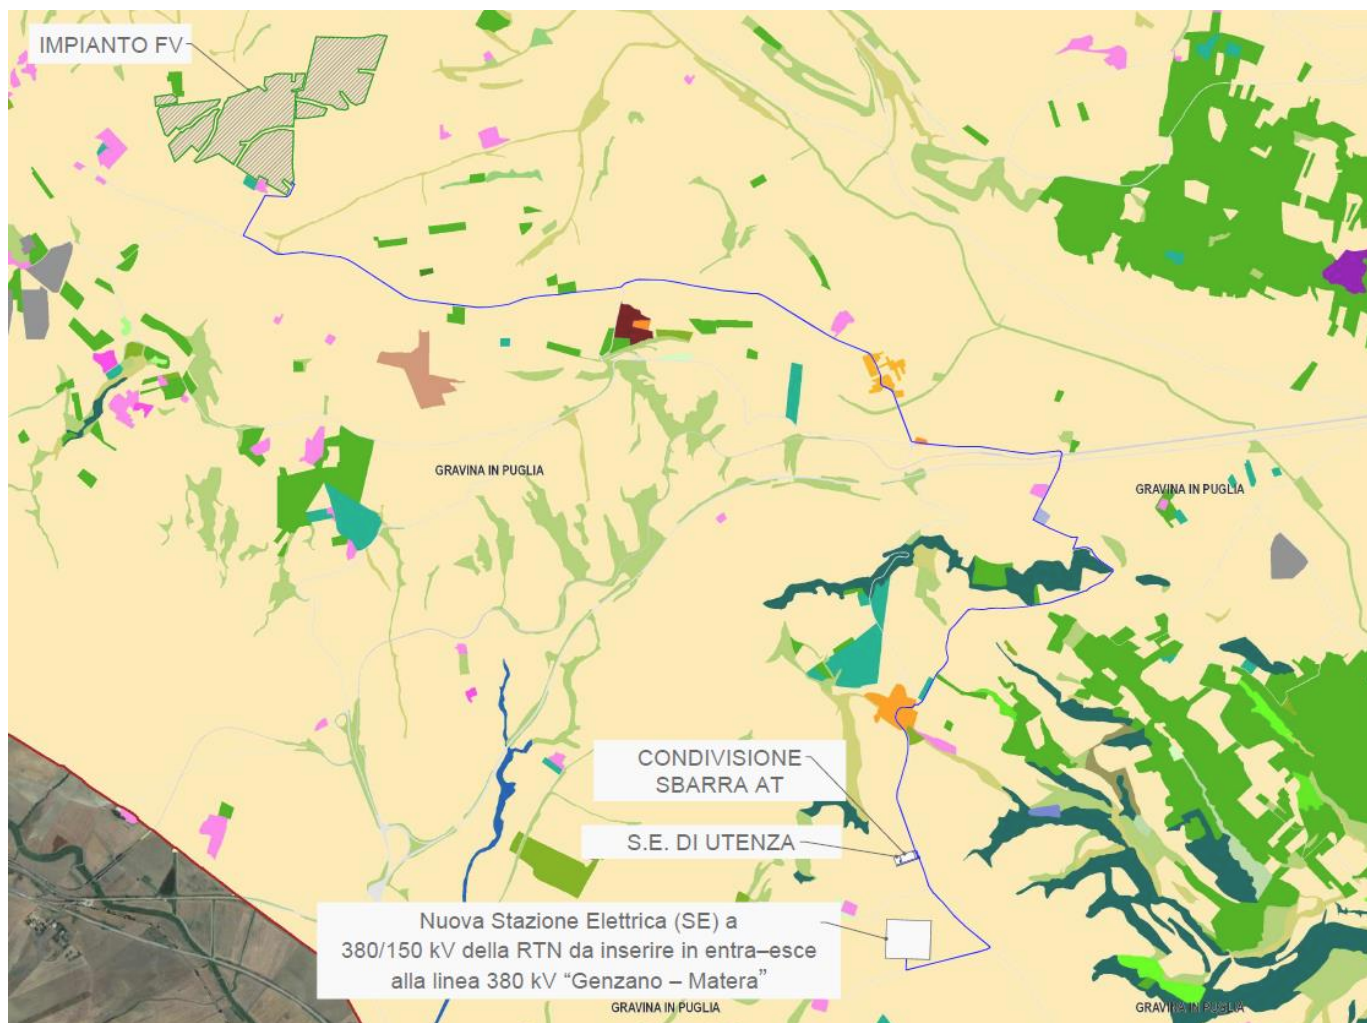 IMPIANTO FV
GRAVINA IN PUGLIA
GRAVINA IN PUGLIA
CONDIVISIONE
SBARRA AT
S.E. DI UTENZA
Nuova Stazione Elettrica (SE) a
380/150 kV della RTN da inserire in entra–esce
alla linea 380 kV “Genzano – Matera”
GRAVINA IN PUGLIA
GRAVINA IN PUGLIA